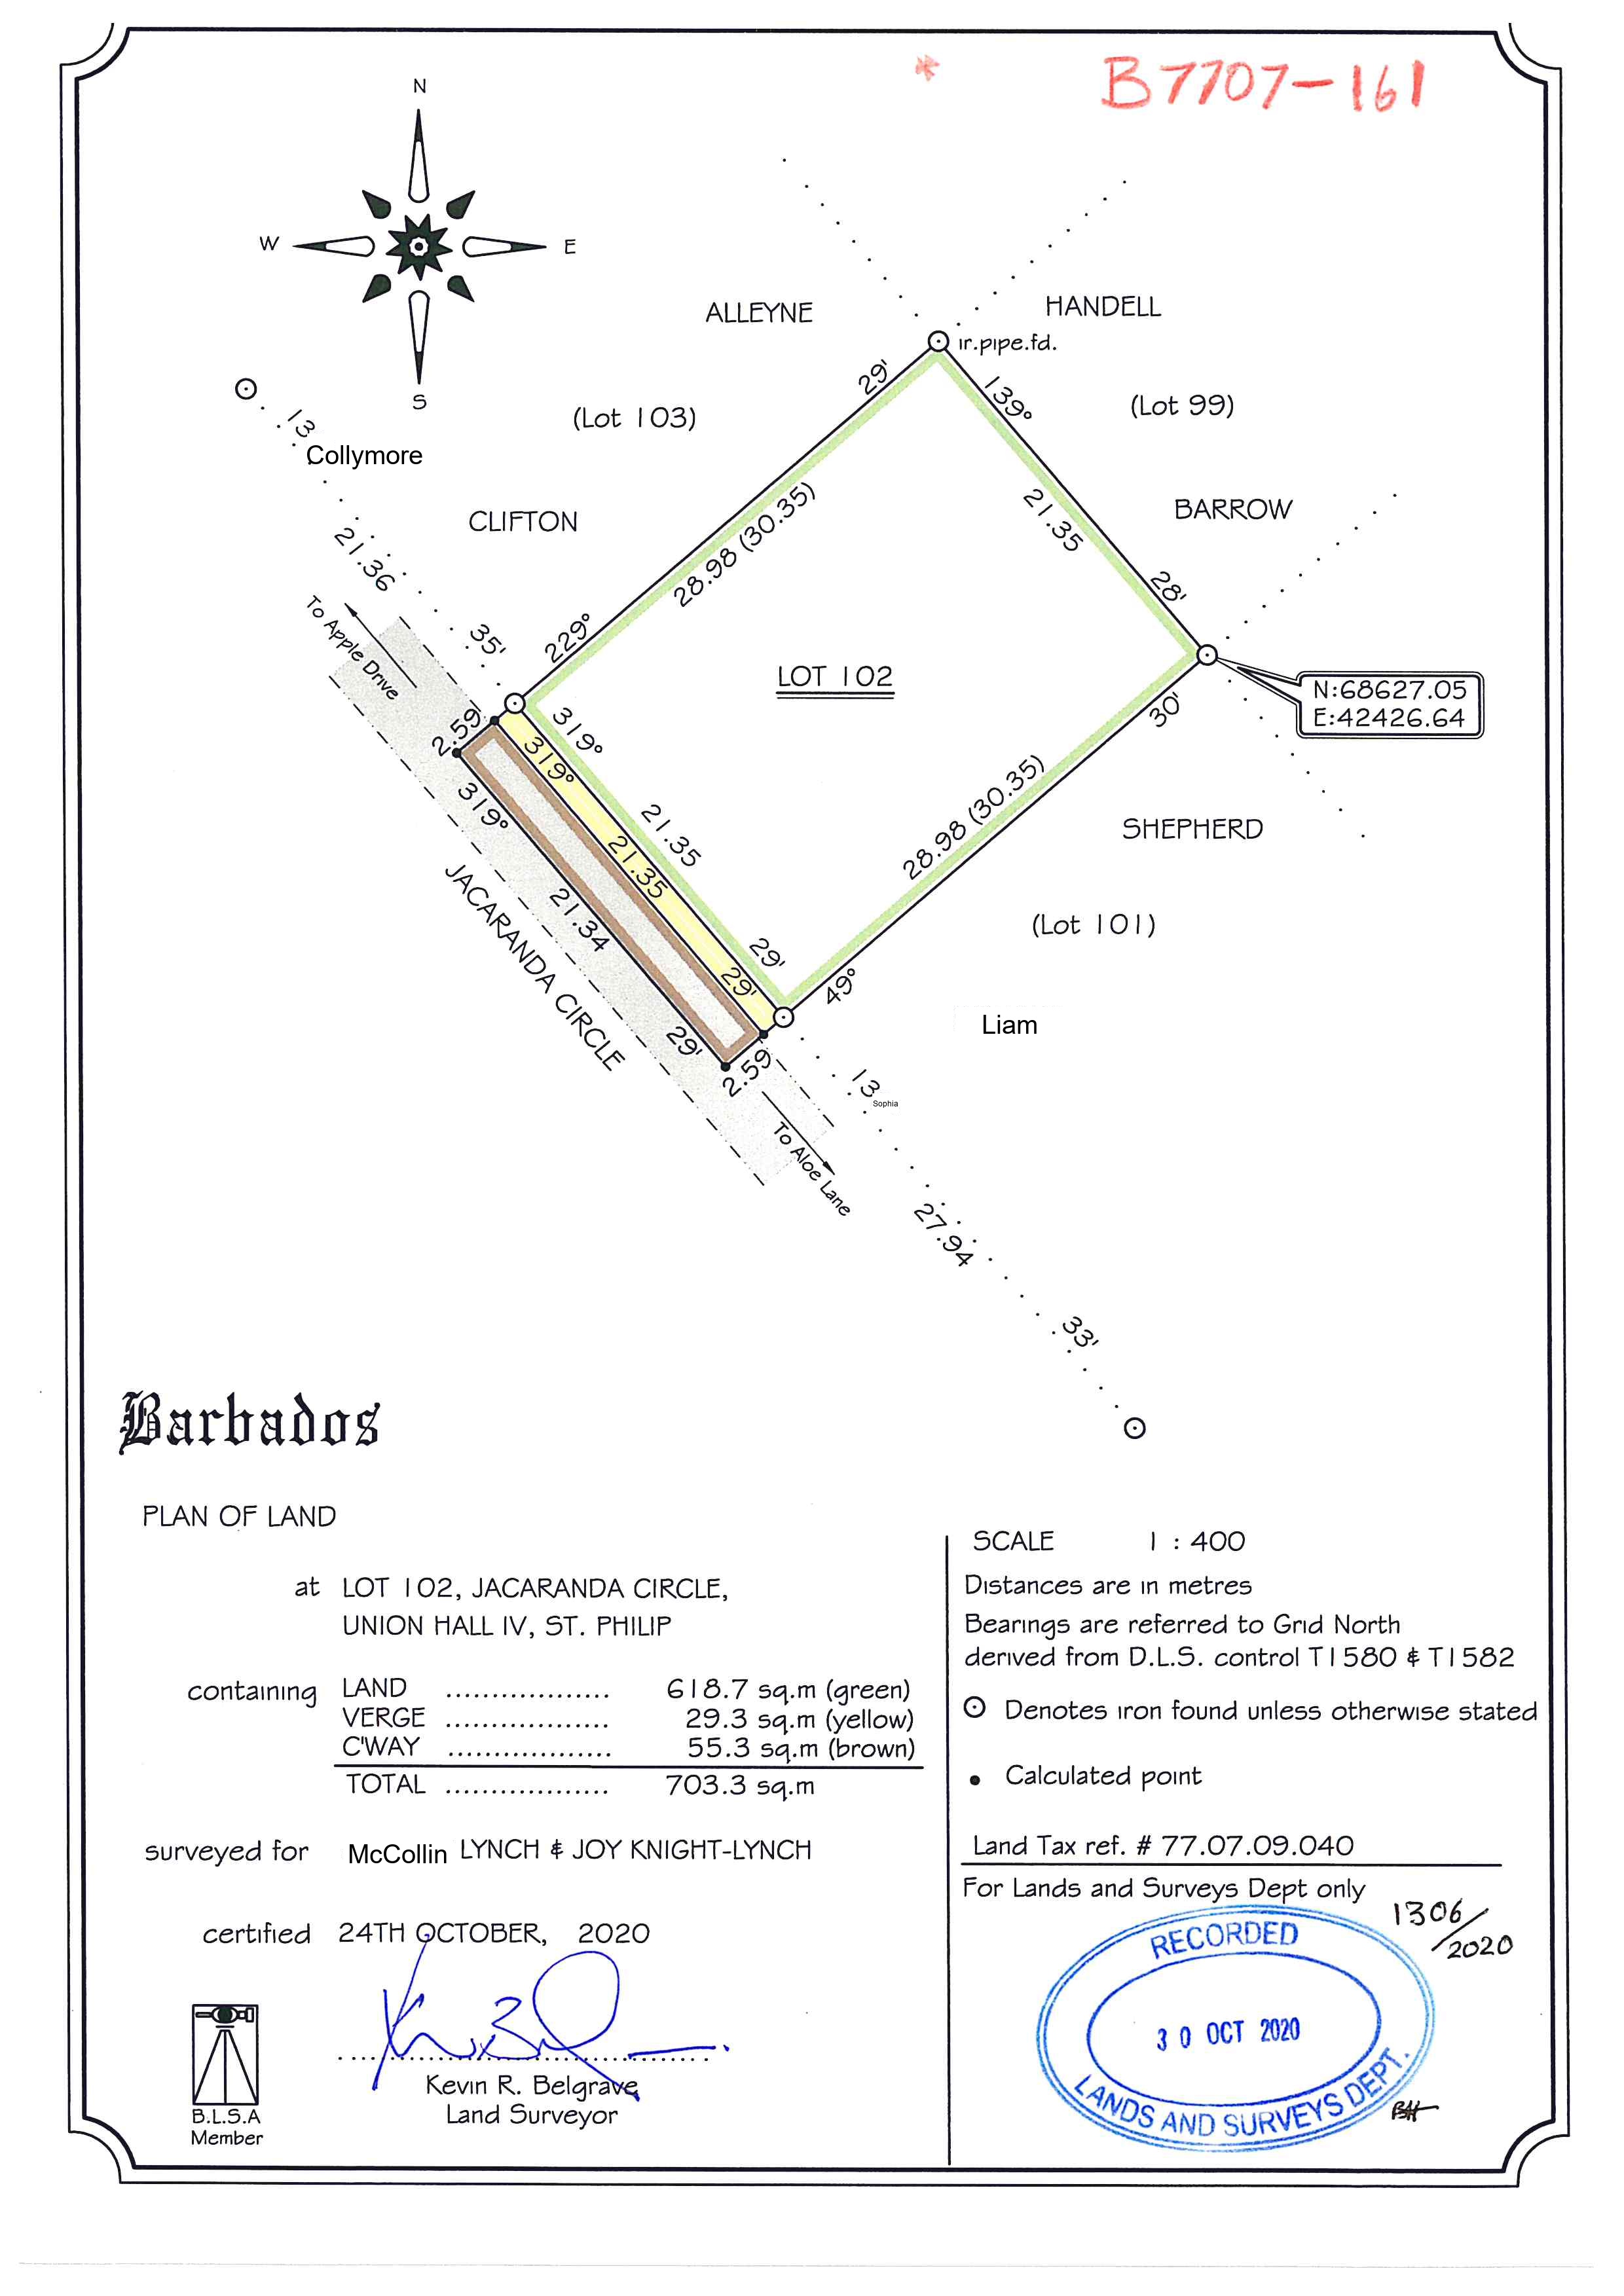 B7707-161
N
W
E
S
ALLEYNE
HANDELL
ir.pipe.fd.
29'
139°
(Lot 103)
(Lot 99)
13
Collymore
CLIFTON
28.98 (30.35)
21.35
BARROW
21.36
To Apple Drive
35'
229°
28'
LOT 102
N:68627.05
E:42426.64
30'
2.59
319°
319°
319°
21.35
21.35
21.34
28.98 (30.35)
SHEPHERD
JACARANDA CIRCLE
(Lot 101)
29'
29'
29'
49°
Liam
2.59
13
Sophia
To Aloe Lane
27.94
33'
Barbados
PLAN OF LAND
at LOT 102, JACARANDA CIRCLE,
UNION HALL IV, ST. PHILIP
containing LAND .................. 618.7 sq.m (green)
VERGE .................. 29.3 sq.m (yellow)
C'WAY .................. 55.3 sq.m (brown)
TOTAL .................. 703.3 sq.m
surveyed for McCollin LYNCH & JOY KNIGHT-LYNCH
certified 24TH OCTOBER, 2020
Kevin R. Belgrave
Land Surveyor
B.L.S.A
Member
SCALE 1 : 400
Distances are in metres
Bearings are referred to Grid North
derived from D.L.S. control T1580 & T1582
Denotes iron found unless otherwise stated
Calculated point
Land Tax ref. # 77.07.09.040
For Lands and Surveys Dept only
1306/2020
RECORDED
30 OCT 2020
LANDS AND SURVEYS DEPT.